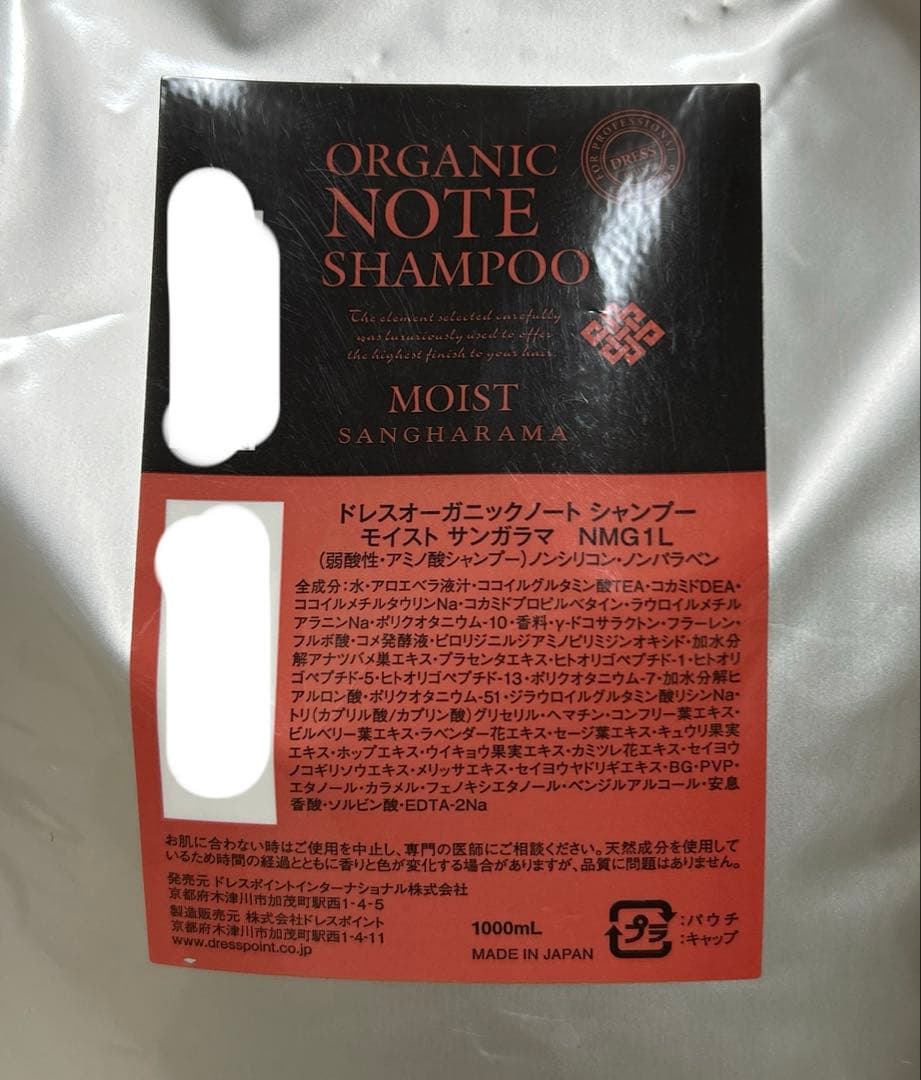 ORGANIC
NOTE
SHAMPOO
FOR PROFESSIONAL
DRESS
The element selected carefully
was luxuriously used to offer
the highest finish to your hair.
MOIST
SANGHARAMA
ドレスオーガニックノート シャンプー
モイスト サンガラマ NMG1L
(弱酸性・アミノ酸シャンプー)ノンシリコン・ノンパラベン
全成分:水・アロエベラ液汁・ココイルグルタミン酸TEA・コカミドDEA・
ココイルメチルタウリンNa・コカミドプロピルベタイン・ラウロイルメチル
アラニンNa・ポリクオタニウム-10・香料・γ-ドコサラクトン・フラーレン・
フルボ酸・コメ発酵液・ピロリジニルジアミノピリミジンオキシド・加水分
解アナツバメ巣エキス・プラセンタエキス・ヒトオリゴペプチド-1・ヒトオリ
ゴペプチド-5・ヒトオリゴペプチド-13・ポリクオタニウム-7・加水分解ヒ
アルロン酸・ポリクオタニウム-51・ジラウロイルグルタミン酸リシンNa・
トリ(カプリル酸/カプリン酸)グリセリル・ヘマチン・コンフリー葉エキス・
ビルベリー葉エキス・ラベンダー花エキス・セージ葉エキス・キュウリ果実
エキス・ホップエキス・ウイキョウ果実エキス・カミツレ花エキス・セイヨウ
ノコギリソウエキス・メリッサエキス・セイヨウヤドリギエキス・BG・PVP・
エタノール・カラメル・フェノキシエタノール・ベンジルアルコール・安息
香酸・ソルビン酸・EDTA-2Na
お肌に合わない時はご使用を中止し、専門の医師にご相談ください。天然成分を使用して
いるため時間の経過とともに香りと色が変化する場合がありますが、品質に問題はありません。
発売元 ドレスポイントインターナショナル株式会社
京都府木津川市加茂町駅西1-4-5
製造販売元 株式会社ドレスポイント
京都府木津川市加茂町駅西1-4-11
www.dresspoint.co.jp
1000mL
MADE IN JAPAN
プラ
:パウチ
:キャップ